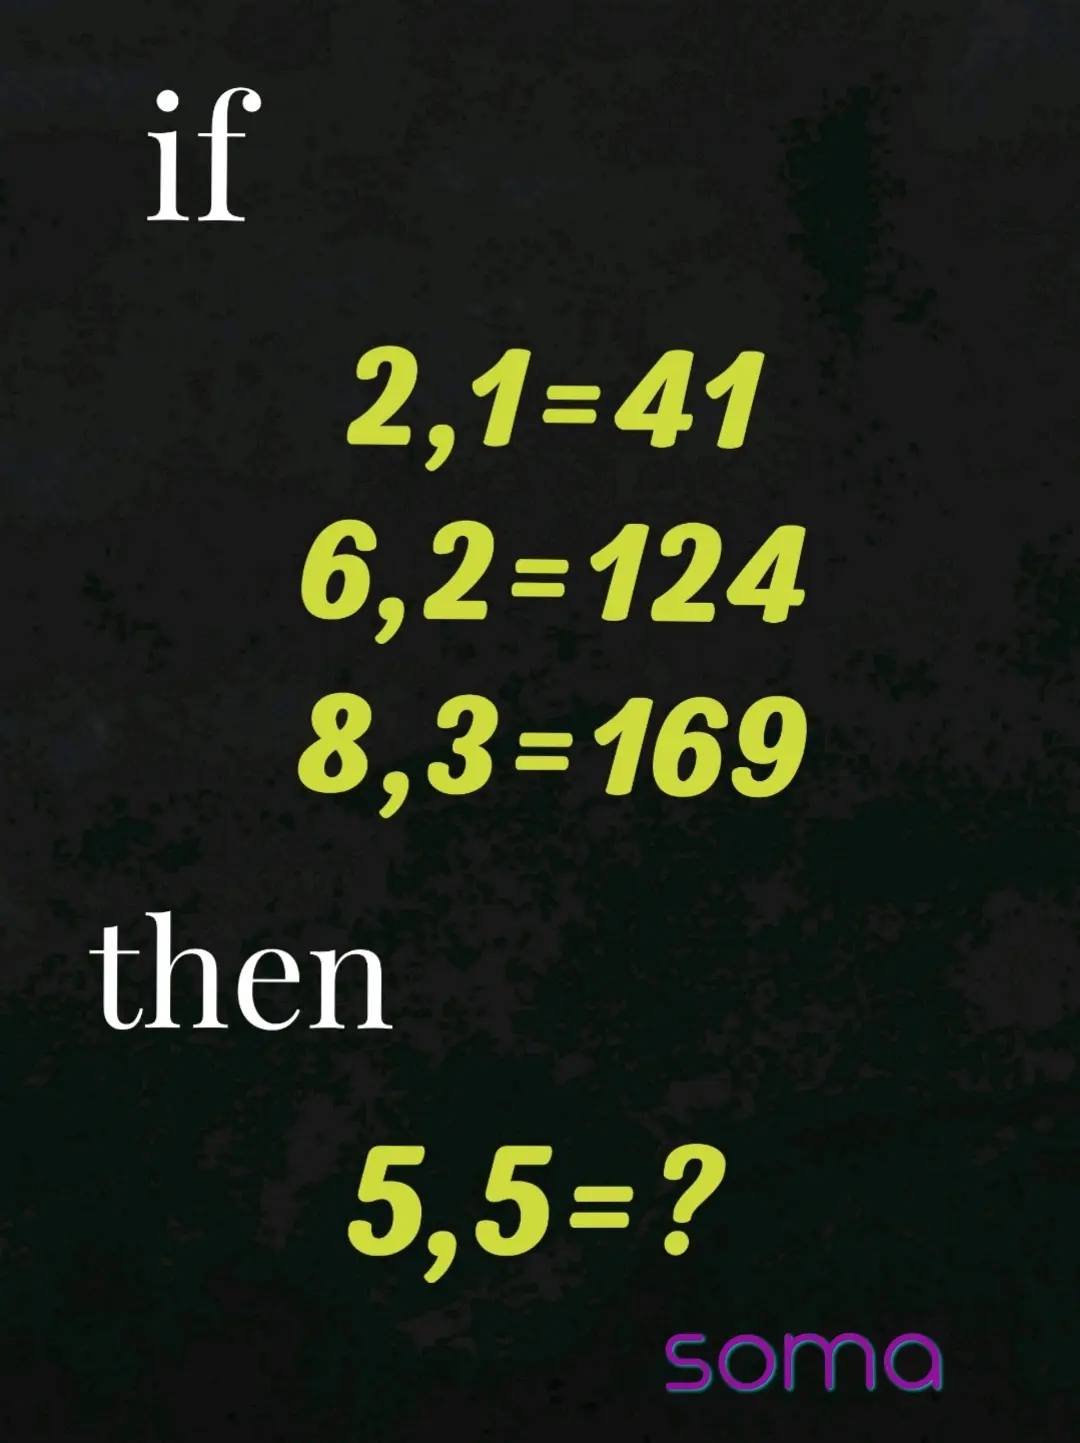 if
2,1=41
6,2=124
8,3=169
then
5,5=?
soma